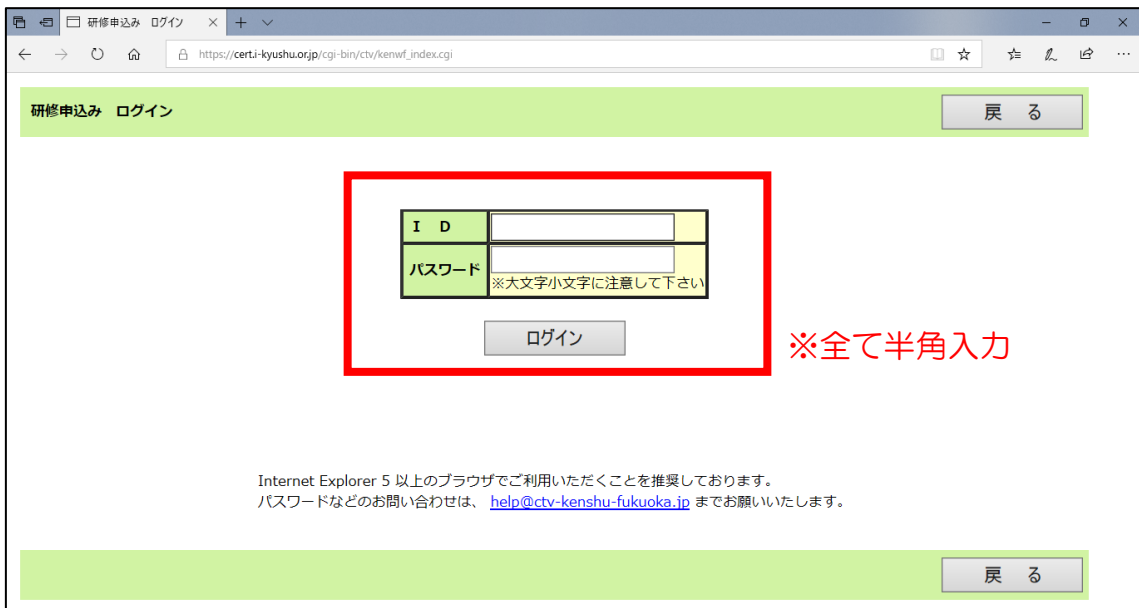 研修申込み ログイン
https://cert.i-kyushu.or.jp/cgi-bin/ctv/kenwf_index.cgi
研修申込み　ログイン
戻　る
Ｉ　Ｄ
パスワード
※大文字小文字に注意して下さい
ログイン
※全て半角入力
Internet Explorer 5 以上のブラウザでご利用いただくことを推奨しております。
パスワードなどのお問い合わせは、 help@ctv-kenshu-fukuoka.jp までお願いいたします。
戻　る